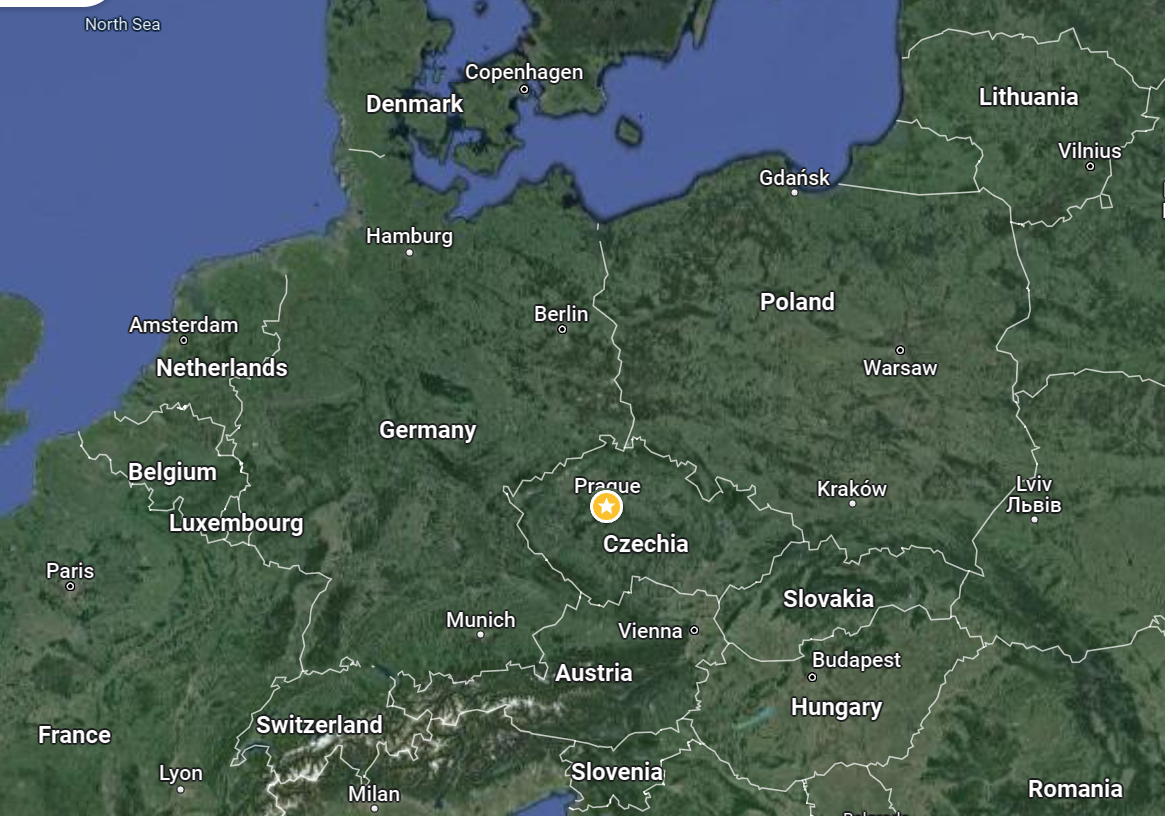 North Sea
Copenhagen
Denmark
Lithuania
Vilnius
Gdańsk
Hamburg
Poland
Berlin
Amsterdam
Netherlands
Warsaw
Germany
Belgium
Prague
Kraków
Lviv
Львів
Luxembourg
Czechia
Paris
Slovakia
Munich
Vienna
Budapest
Austria
Hungary
Switzerland
France
Lyon
Slovenia
Milan
Romania